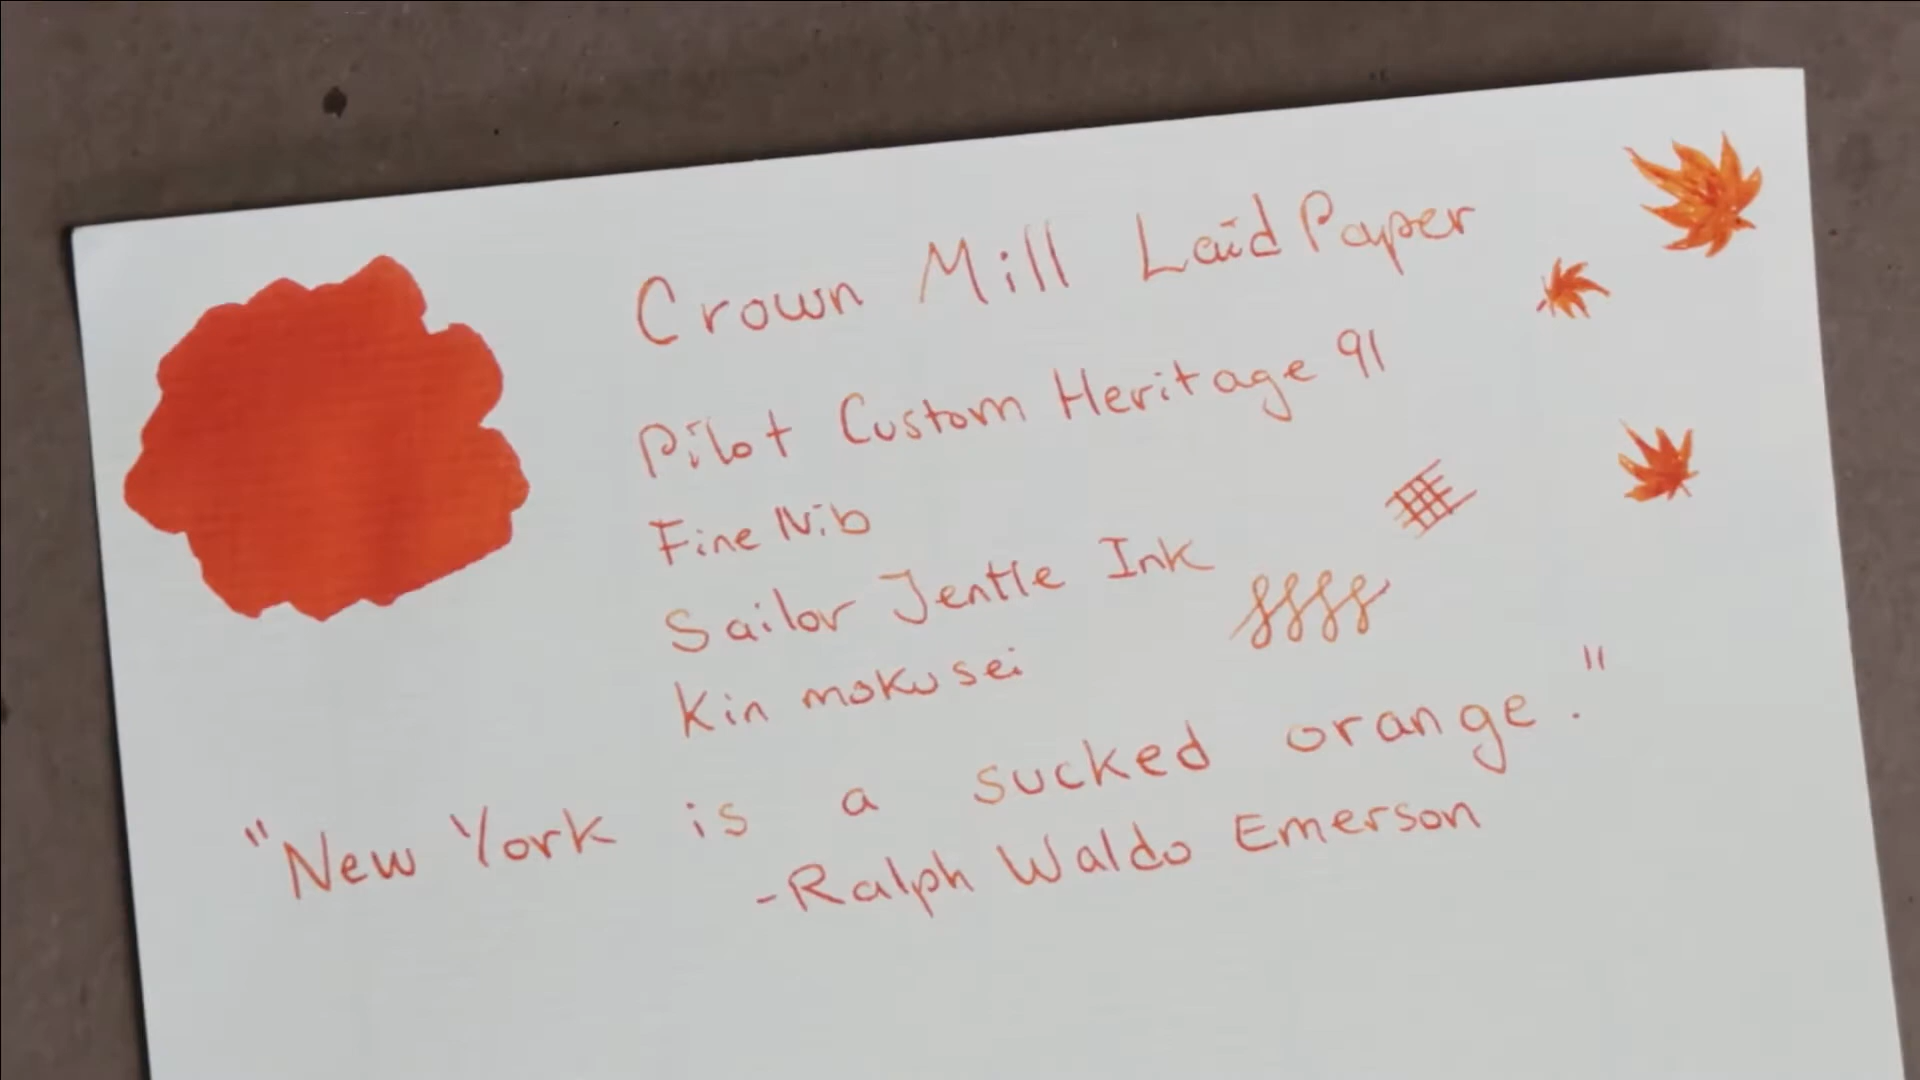 Crown Mill Laid Paper
Pilot Custom Heritage 91
Fine Nib
Sailor Jentle Ink
Kin mokusei
"New York is a sucked orange."
-Ralph Waldo Emerson